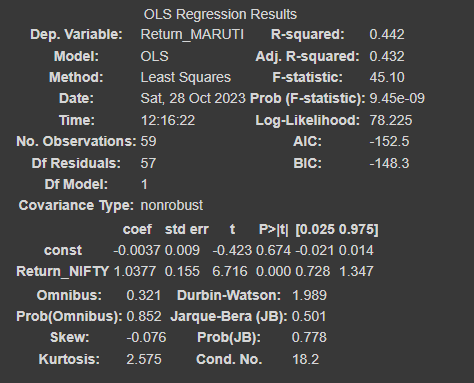 OLS Regression Results
Dep. Variable: Return_MARUTI R-squared: 0.442
Model: OLS Adj. R-squared: 0.432
Method: Least Squares F-statistic: 45.10
Date: Sat, 28 Oct 2023 Prob (F-statistic): 9.45e-09
Time: 12:16:22 Log-Likelihood: 78.225
No. Observations: 59 AIC: -152.5
Df Residuals: 57 BIC: -148.3
Df Model: 1
Covariance Type: nonrobust
coef std err t P>|t| [0.025 0.975]
const -0.0037 0.009 -0.423 0.674 -0.021 0.014
Return_NIFTY 1.0377 0.155 6.716 0.000 0.728 1.347
Omnibus: 0.321 Durbin-Watson: 1.989
Prob(Omnibus): 0.852 Jarque-Bera (JB): 0.501
Skew: -0.076 Prob(JB): 0.778
Kurtosis: 2.575 Cond. No. 18.2